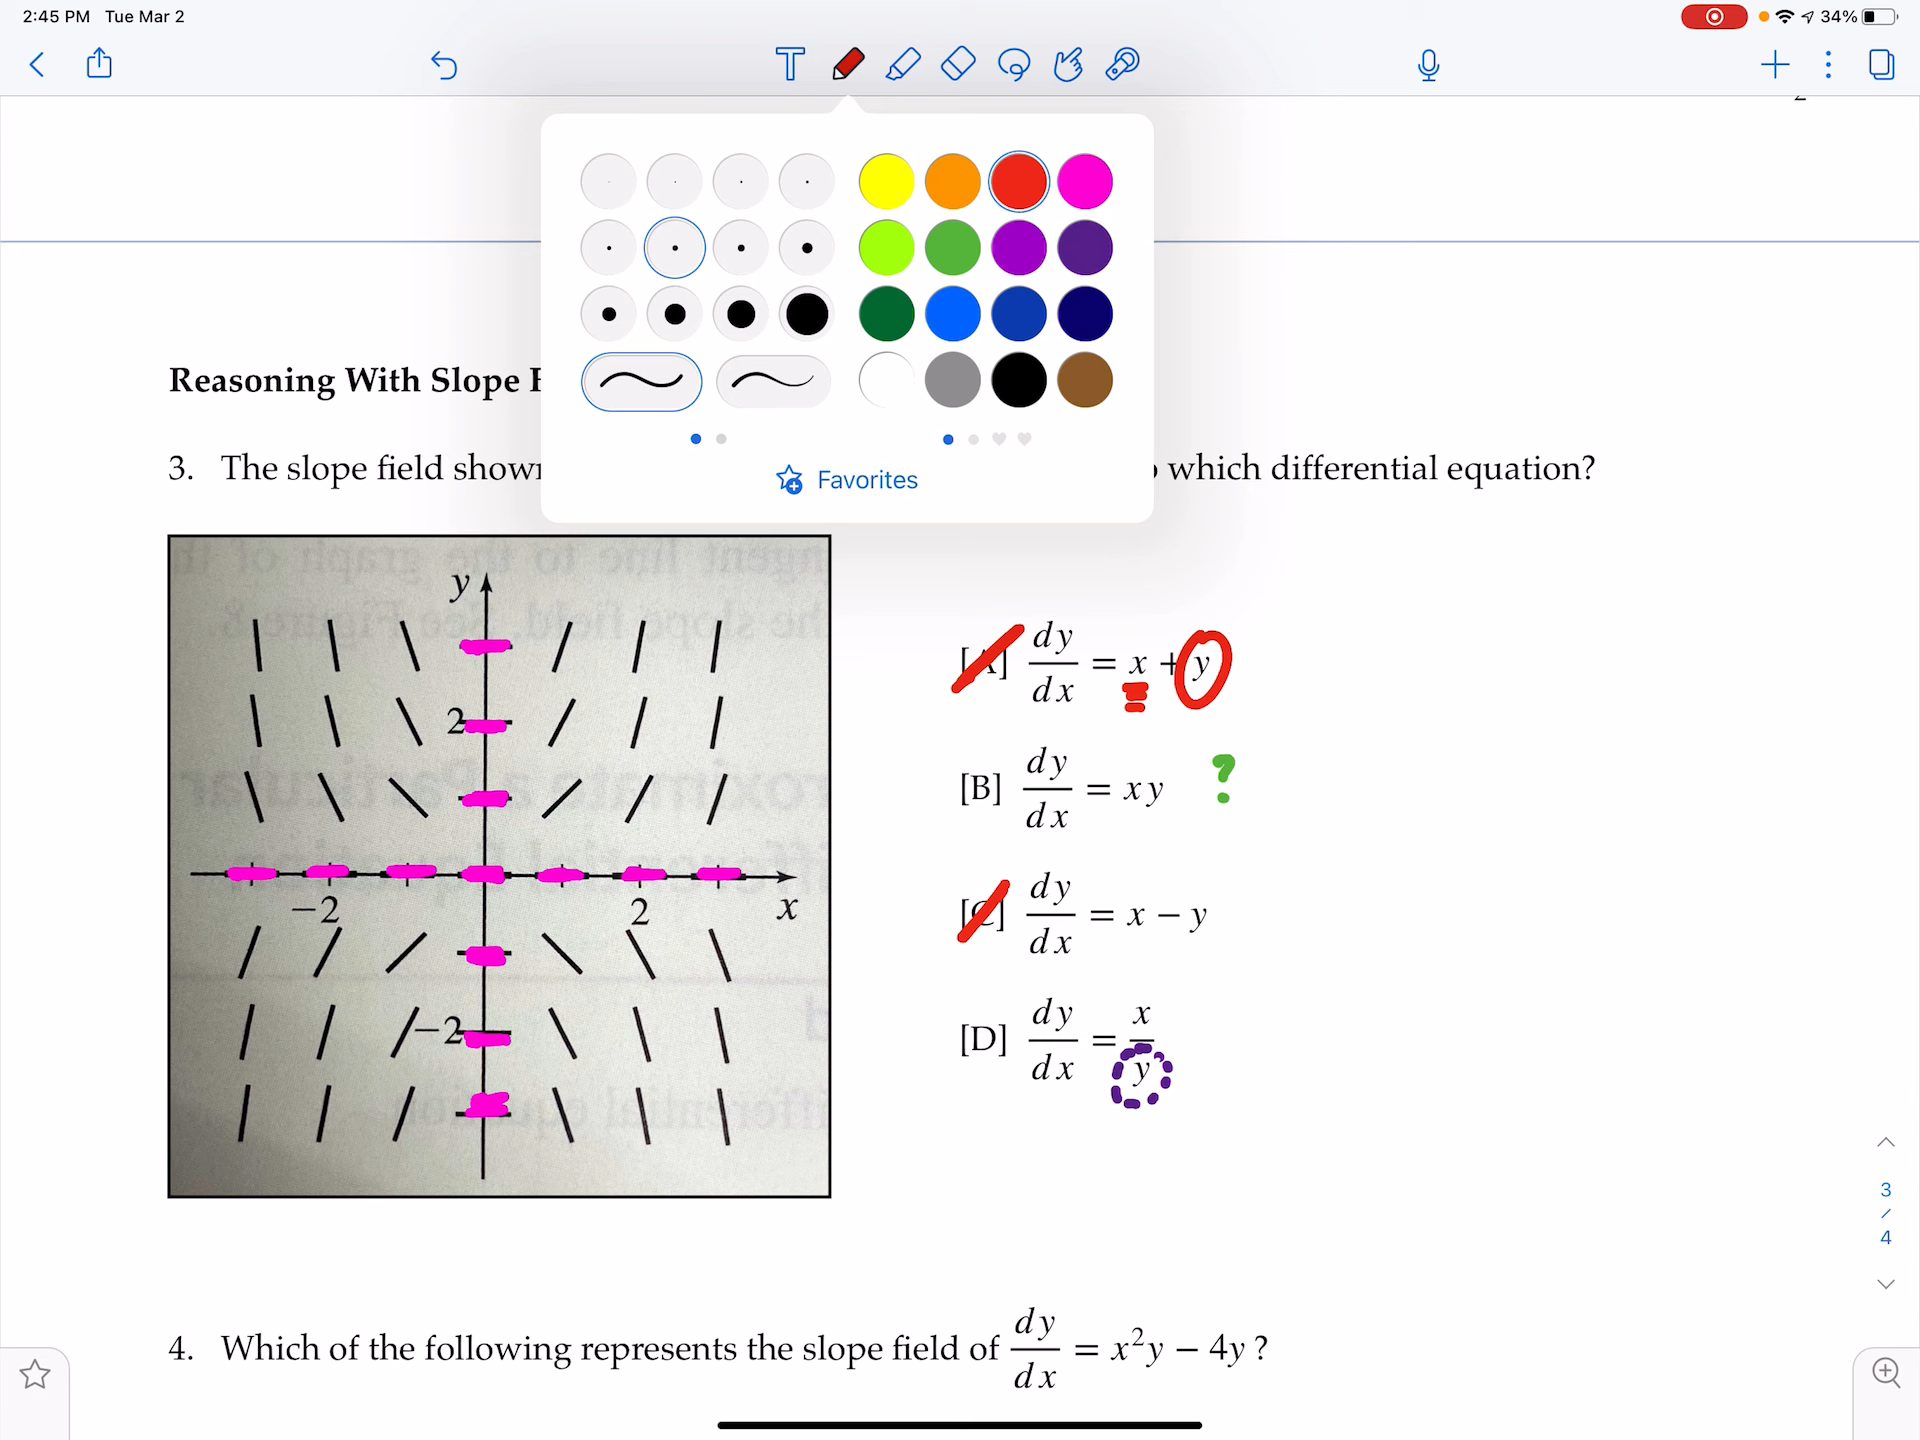 2:45 PM Tue Mar 2
34%
T
Reasoning With Slope F
3. The slope field shown which differential equation?
Favorites
y
2
-2 2 x
-2
[A] dy/dx = x + y
[B] dy/dx = xy ?
[C] dy/dx = x − y
[D] dy/dx = x/y
3
/
4
4. Which of the following represents the slope field of dy/dx = x²y − 4y ?